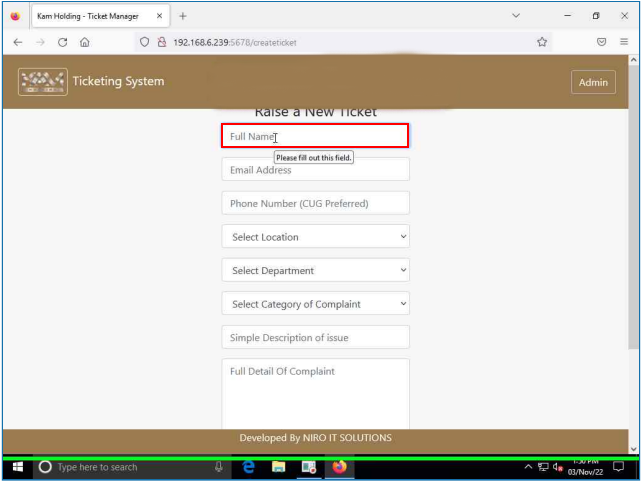 Kam Holding - Ticket Manager
192.168.6.239:5678/createticket
Ticketing System
Admin
Raise a New Ticket
Full Name
Please fill out this field.
Email Address
Phone Number (CUG Preferred)
Select Location
Select Department
Select Category of Complaint
Simple Description of issue
Full Detail Of Complaint
Developed By NIRO IT SOLUTIONS
Type here to search
1:50 PM
03/Nov/22